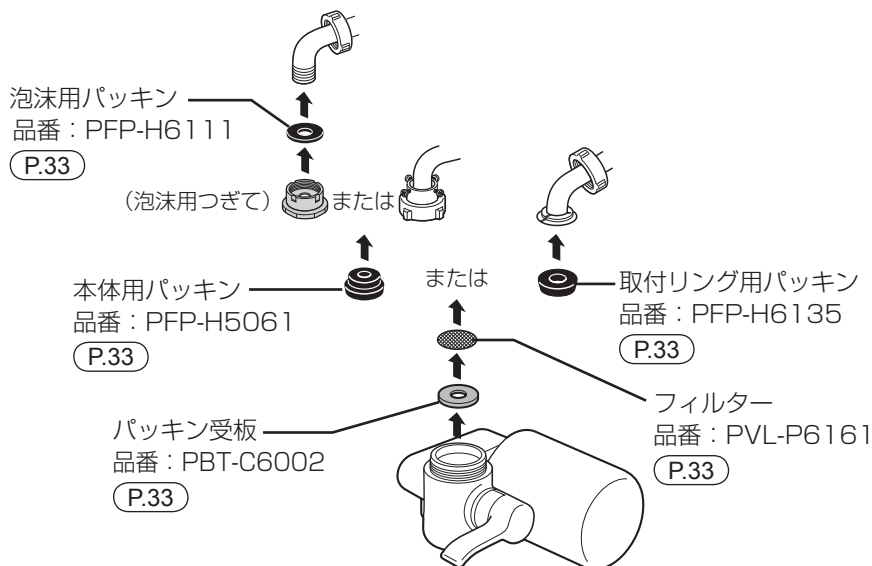 泡沫用パッキン
品番：PFP-H6111
P.33
（泡沫用つぎて）または
本体用パッキン
品番：PFP-H5061
P.33
または
取付リング用パッキン
品番：PFP-H6135
P.33
パッキン受板
品番：PBT-C6002
P.33
フィルター
品番：PVL-P6161
P.33